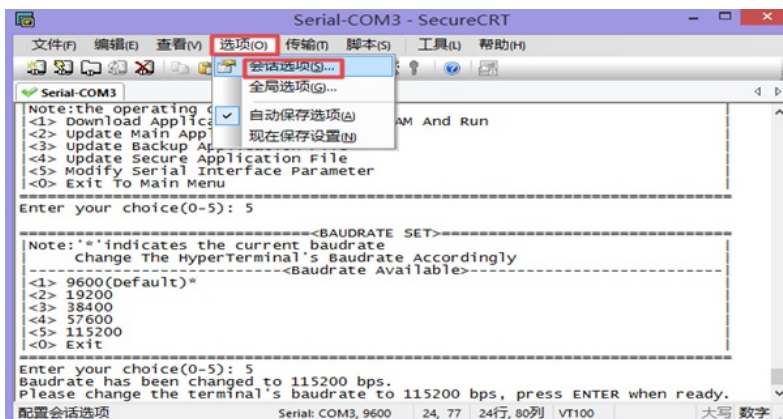 Serial-COM3 - SecureCRT
文件(F) 编辑(E) 查看(V) 选项(O) 传输(T) 脚本(S) 工具(L) 帮助(H)
会话选项(S)...
Serial-COM3
全局选项(G)...
自动保存选项(A)
现在保存设置(N)
|Note:the operating
|<1> Download Applic AM And Run
|<2> Update Main App
|<3> Update Backup Application File
|<4> Update Secure Application File
|<5> Modify Serial Interface Parameter
|<0> Exit To Main Menu
Enter your choice(0-5): 5
<BAUDRATE SET>
|Note:'*'indicates the current baudrate
Change The HyperTerminal's Baudrate Accordingly
<Baudrate Available>
|<1> 9600(Default)*
|<2> 19200
|<3> 38400
|<4> 57600
|<5> 115200
|<0> Exit
Enter your choice(0-5): 5
Baudrate has been changed to 115200 bps.
Please change the terminal's baudrate to 115200 bps, press ENTER when ready.
配置会话选项 Serial: COM3, 9600 24, 77 24行, 80列 VT100 大写 数字